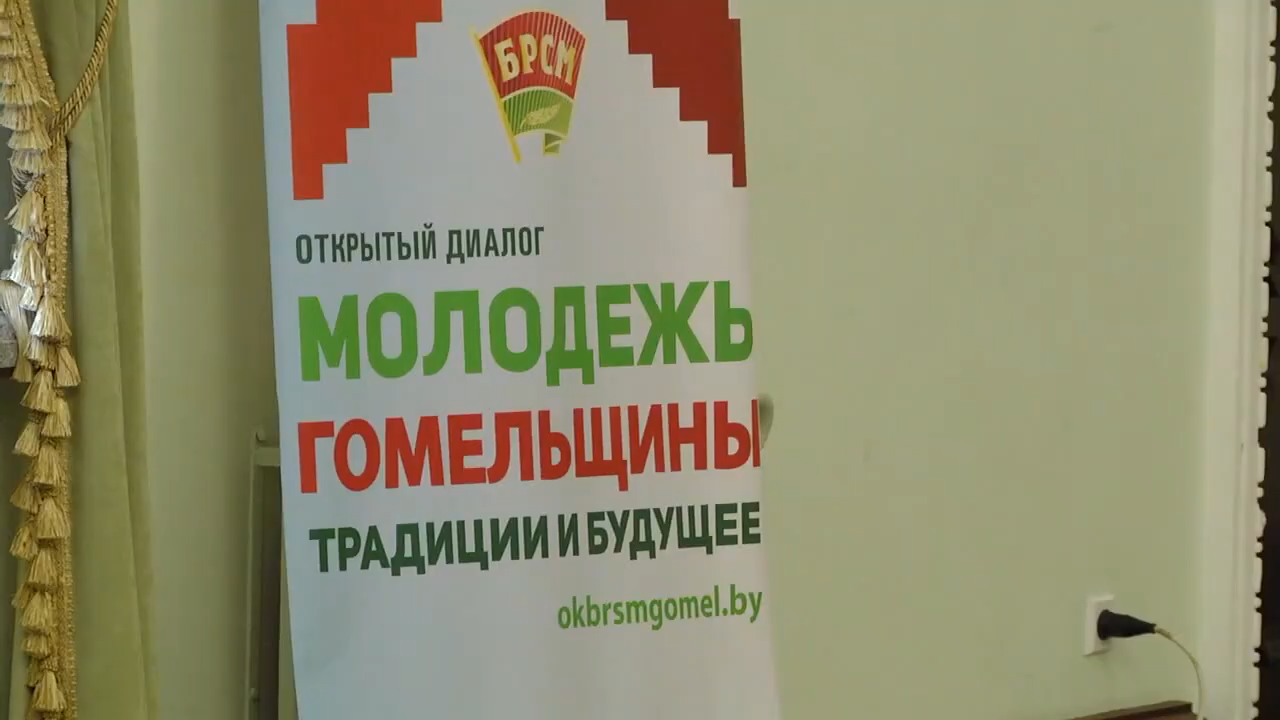 БРСМ
ОТКРЫТЫЙ ДИАЛОГ
МОЛОДЕЖЬ
ГОМЕЛЬЩИНЫ
ТРАДИЦИИ И БУДУЩЕЕ
okbrsmgomel.by